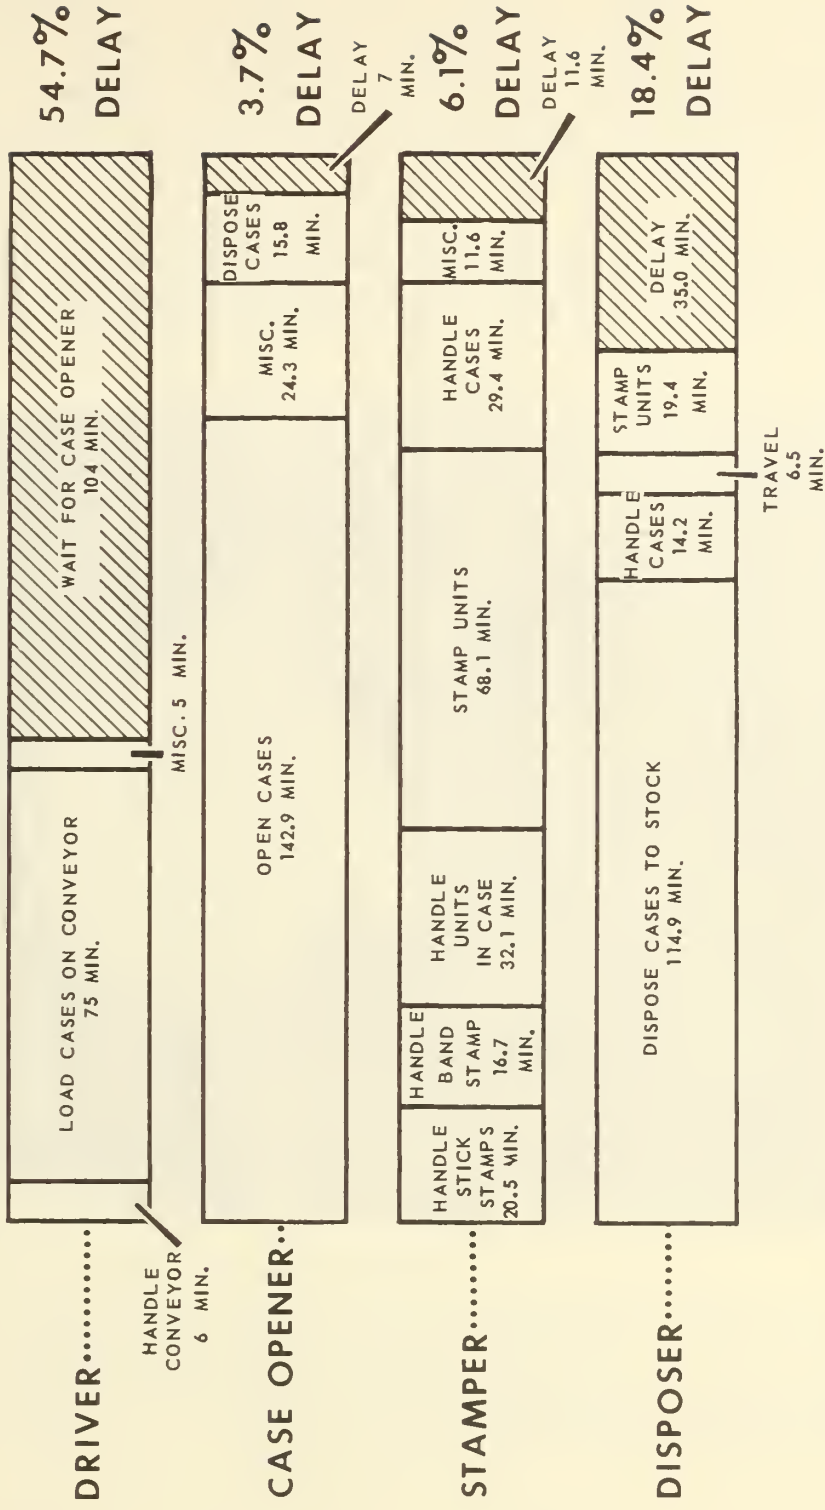 DRIVER............
HANDLE
CONVEYOR
6 MIN.
LOAD CASES ON CONVEYOR
75 MIN.
MISC. 5 MIN.
WAIT FOR CASE OPENER
104 MIN.
54.7%
DELAY
CASE OPENER..
OPEN CASES
142.9 MIN.
MISC.
24.3 MIN.
DISPOSE
CASES
15.8
MIN.
DELAY
7
MIN.
3.7%
DELAY
STAMPER.........
HANDLE
STICK
STAMPS
20.5 MIN.
HANDLE
BAND
STAMP
16.7
MIN.
HANDLE
UNITS
IN CASE
32.1 MIN.
STAMP UNITS
68.1 MIN.
HANDLE
CASES
29.4 MIN.
MISC.
11.6
MIN.
DELAY
11.6
MIN.
6.1%
DELAY
DISPOSER........
DISPOSE CASES TO STOCK
114.9 MIN.
HANDLE
CASES
14.2
MIN.
TRAVEL
6.5
MIN.
STAMP
UNITS
19.4
MIN.
DELAY
35.0 MIN.
18.4%
DELAY